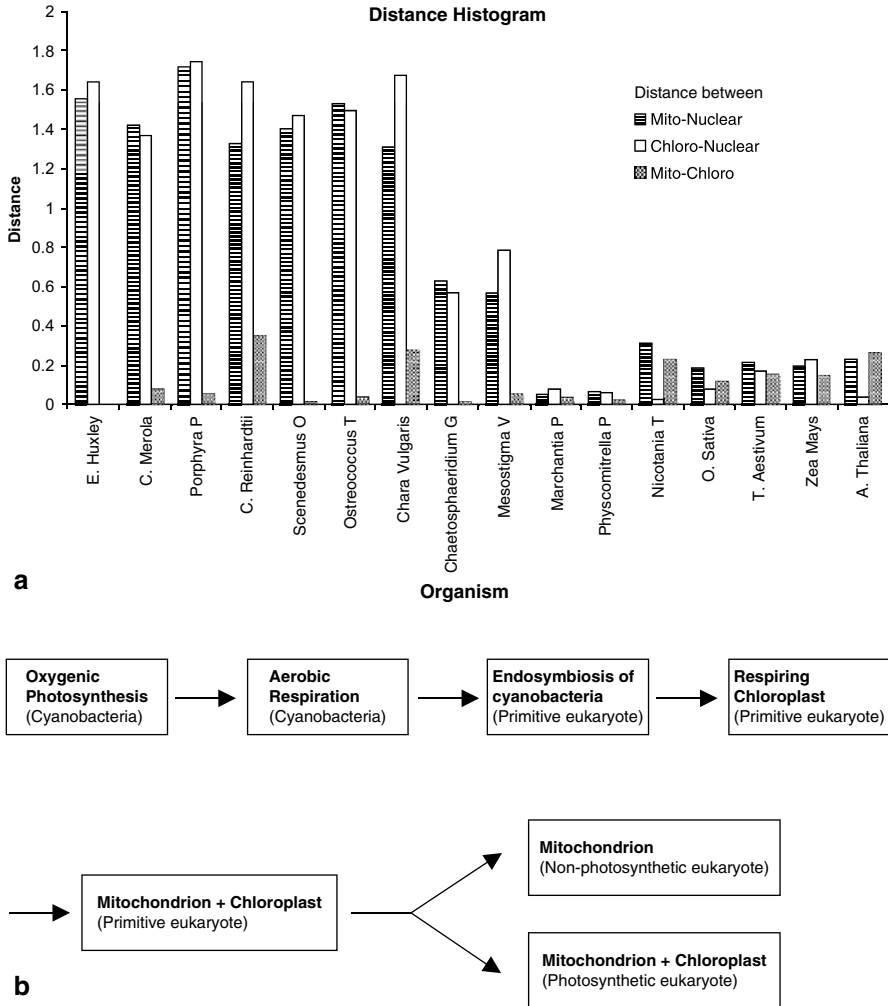 Distance Histogram
2
1.8
1.6
1.4
1.2
1
0.8
0.6
0.4
0.2
0
Distance
Distance between
Mito-Nuclear
Chloro-Nuclear
Mito-Chloro
E. Huxley
C. Merola
Porphyra P
C. Reinhardtii
Scenedesmus O
Ostreococcus T
Chara Vulgaris
Chaetosphaeridium G
Mesostigma V
Marchantia P
Physcomitrella P
Nicotania T
O. Sativa
T. Aestivum
Zea Mays
A. Thaliana
a
Organism
Oxygenic
Photosynthesis
(Cyanobacteria)
Aerobic
Respiration
(Cyanobacteria)
Endosymbiosis of
cyanobacteria
(Primitive eukaryote)
Respiring
Chloroplast
(Primitive eukaryote)
Mitochondrion + Chloroplast
(Primitive eukaryote)
Mitochondrion
(Non-photosynthetic eukaryote)
Mitochondrion + Chloroplast
(Photosynthetic eukaryote)
b